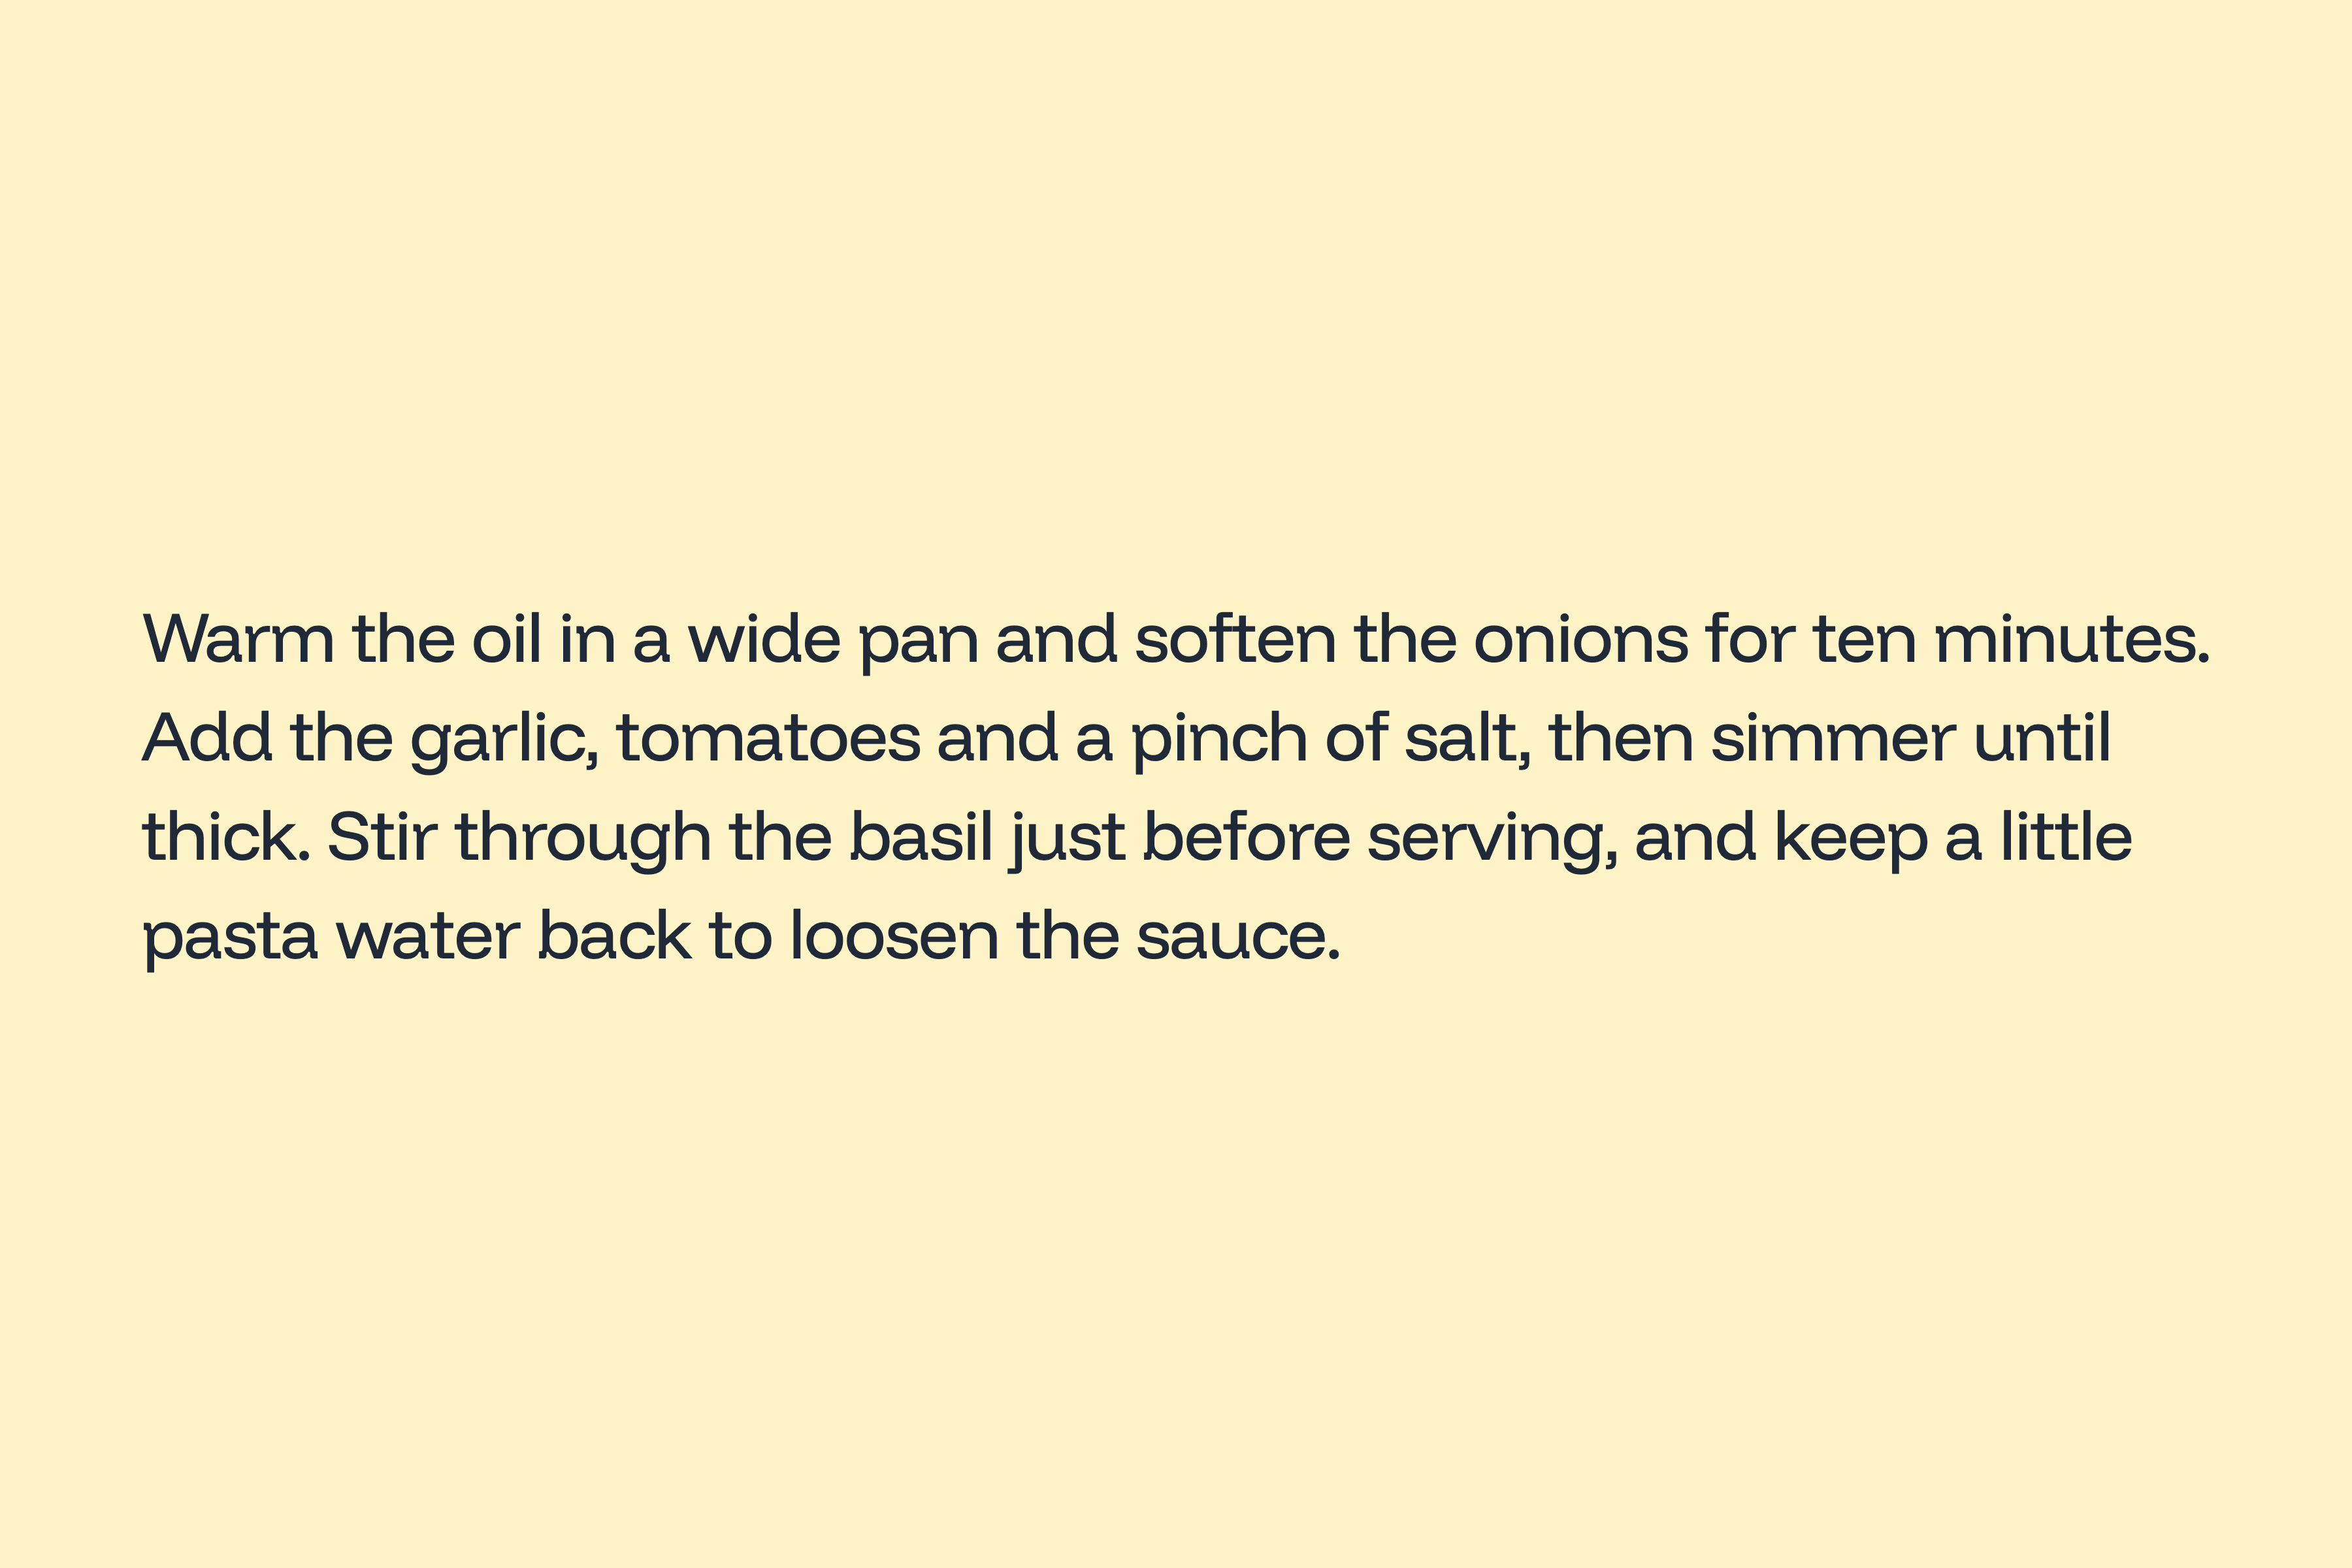 Warm the oil in a wide pan and soften the onions for ten minutes.
Add the garlic, tomatoes and a pinch of salt, then simmer until
thick. Stir through the basil just before serving, and keep a little
pasta water back to loosen the sauce.